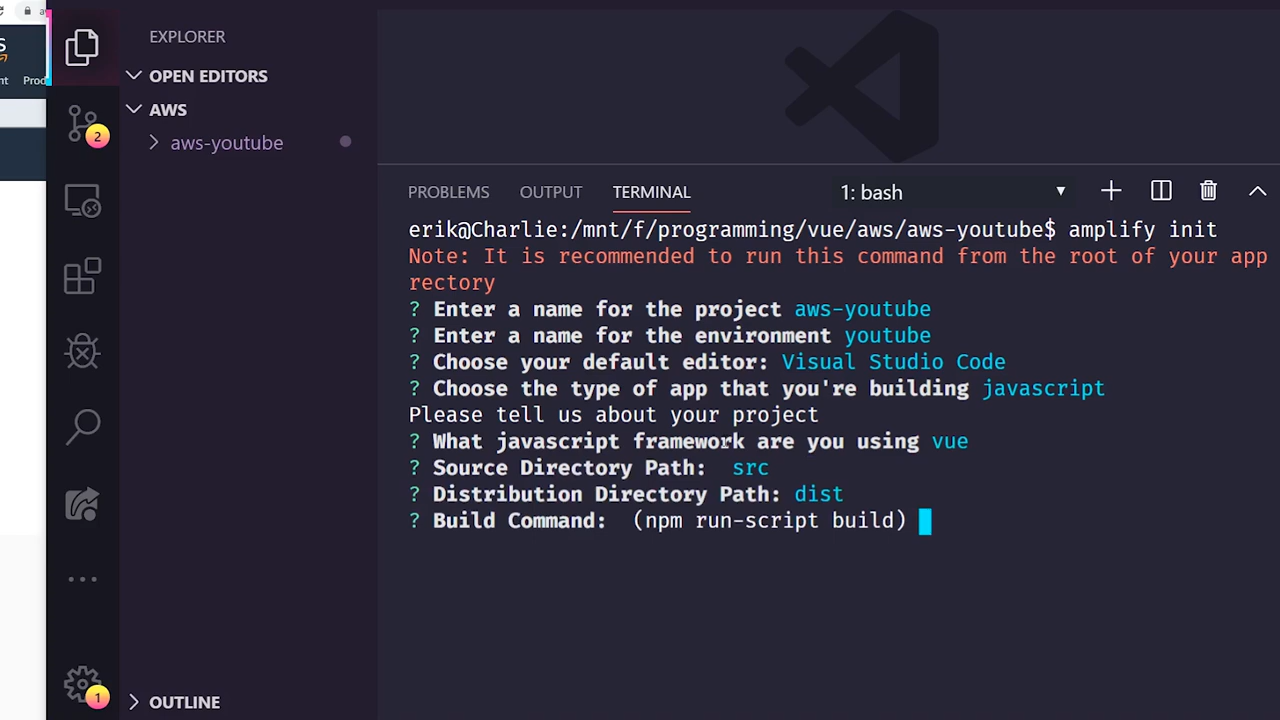 EXPLORER
OPEN EDITORS
AWS
aws-youtube
2
1
OUTLINE
Prod
PROBLEMS
OUTPUT
TERMINAL
1: bash
erik@Charlie:/mnt/f/programming/vue/aws/aws-youtube$ amplify init
Note: It is recommended to run this command from the root of your app
rectory
? Enter a name for the project aws-youtube
? Enter a name for the environment youtube
? Choose your default editor: Visual Studio Code
? Choose the type of app that you're building javascript
Please tell us about your project
? What javascript framework are you using vue
? Source Directory Path:  src
? Distribution Directory Path: dist
? Build Command:  (npm run-script build)